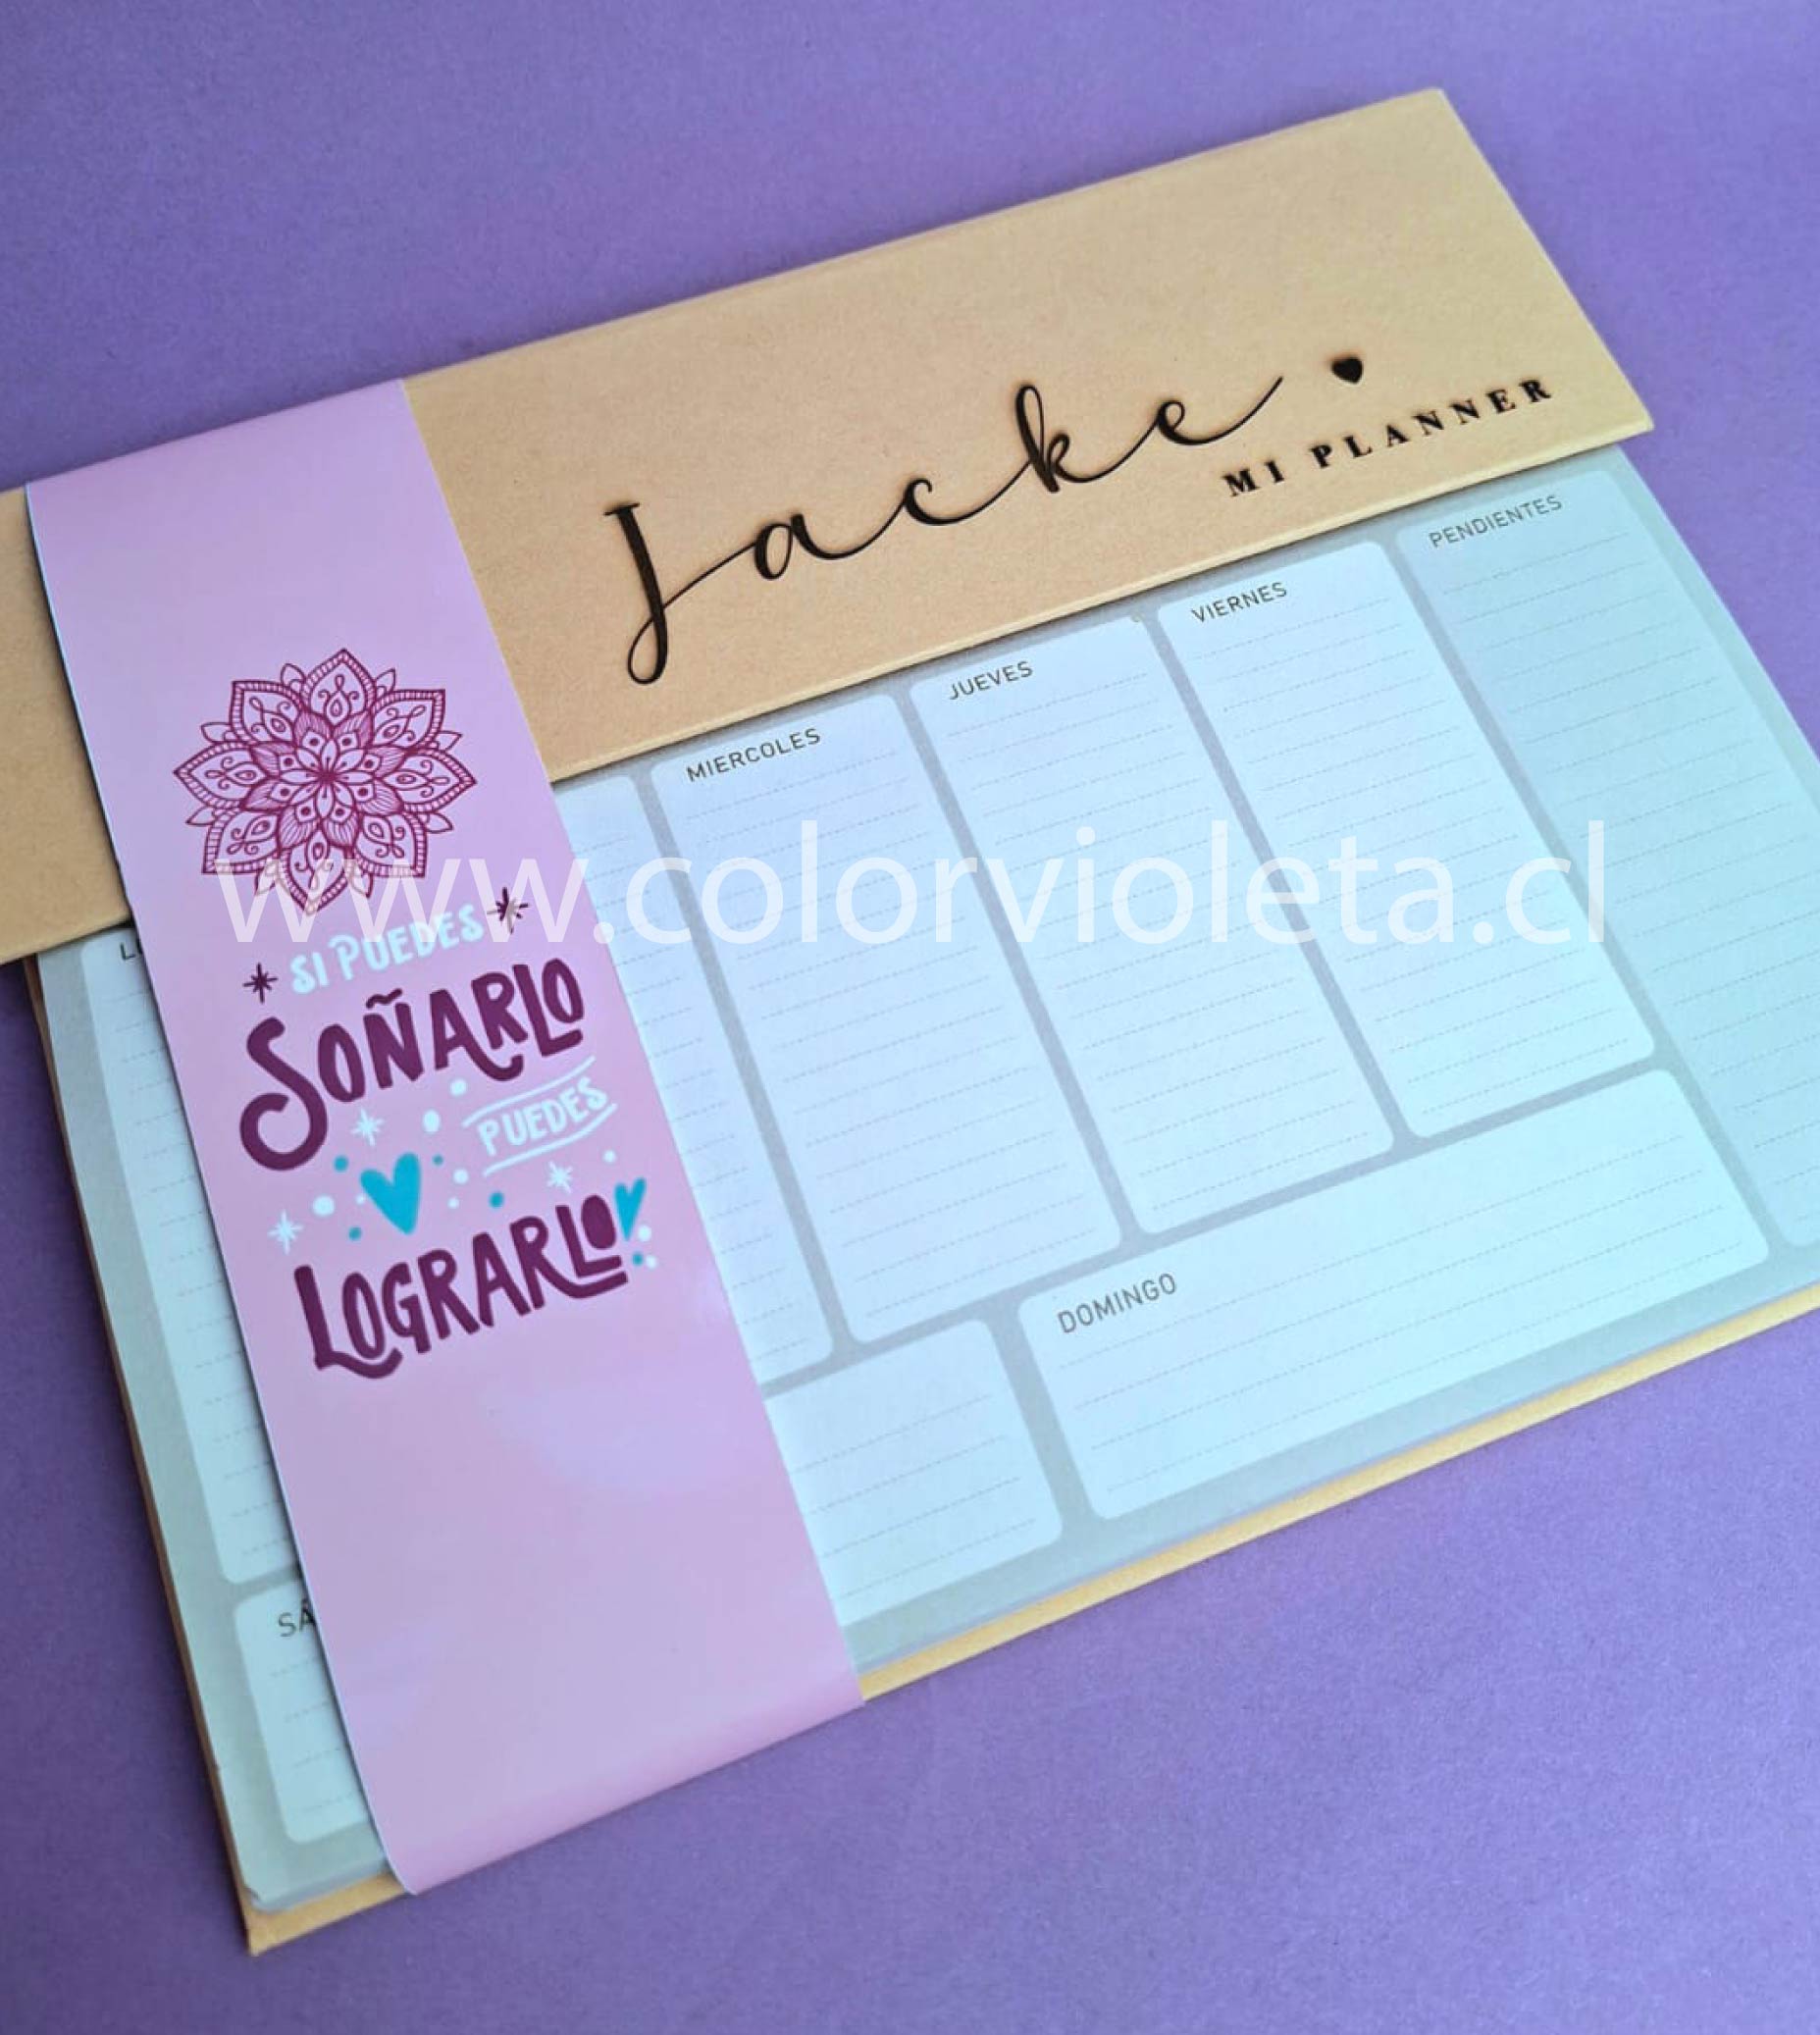 Jacke
MI PLANNER
PENDIENTES
VIERNES
JUEVES
MIERCOLES
www.colorvioleta.cl
SI PUEDES
SOÑARLO
PUEDES
LOGRARLO
DOMINGO